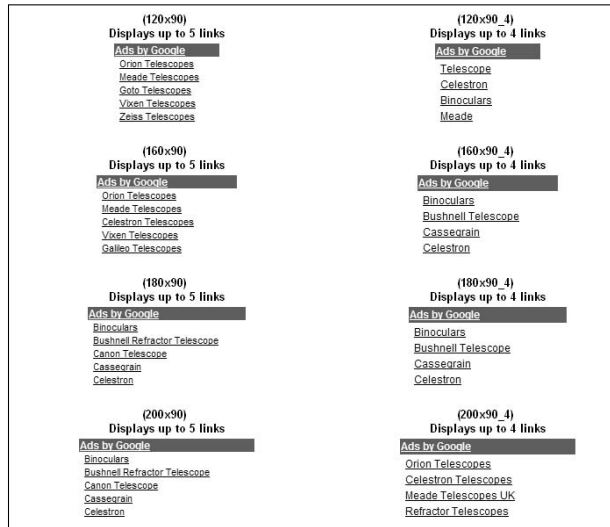 (120x90)
Displays up to 5 links
Ads by Google
Orion Telescopes
Meade Telescopes
Goto Telescopes
Vixen Telescopes
Zeiss Telescopes
(120x90_4)
Displays up to 4 links
Ads by Google
Telescope
Celestron
Binoculars
Meade
(160x90)
Displays up to 5 links
Ads by Google
Orion Telescopes
Meade Telescopes
Celestron Telescopes
Vixen Telescopes
Galileo Telescopes
(160x90_4)
Displays up to 4 links
Ads by Google
Binoculars
Bushnell Telescope
Cassegrain
Celestron
(180x90)
Displays up to 5 links
Ads by Google
Binoculars
Bushnell Refractor Telescope
Canon Telescope
Cassegrain
Celestron
(180x90_4)
Displays up to 4 links
Ads by Google
Binoculars
Bushnell Telescope
Cassegrain
Celestron
(200x90)
Displays up to 5 links
Ads by Google
Binoculars
Bushnell Refractor Telescope
Canon Telescope
Cassegrain
Celestron
(200x90_4)
Displays up to 4 links
Ads by Google
Orion Telescopes
Celestron Telescopes
Meade Telescopes UK
Refractor Telescopes